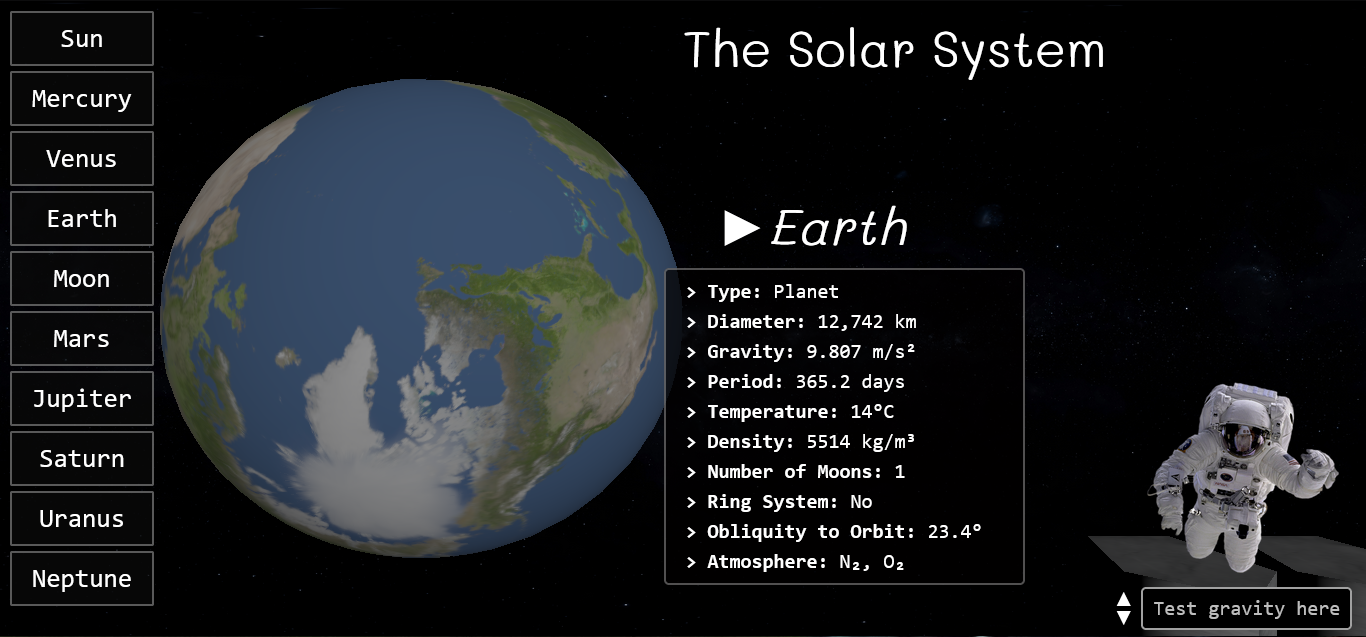 The Solar System
Sun
Mercury
Venus
Earth
Moon
Mars
Jupiter
Saturn
Uranus
Neptune
▶ Earth
> Type: Planet
> Diameter: 12,742 km
> Gravity: 9.807 m/s²
> Period: 365.2 days
> Temperature: 14°C
> Density: 5514 kg/m³
> Number of Moons: 1
> Ring System: No
> Obliquity to Orbit: 23.4°
> Atmosphere: N₂, O₂
Test gravity here